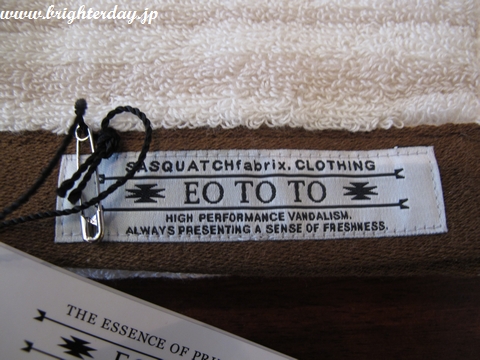 www.brighterday.jp
SASQUATCHfabrix. CLOTHING
EO TO TO
HIGH PERFORMANCE VANDALISM.
ALWAYS PRESENTING A SENSE OF FRESHNESS.
THE ESSENCE OF